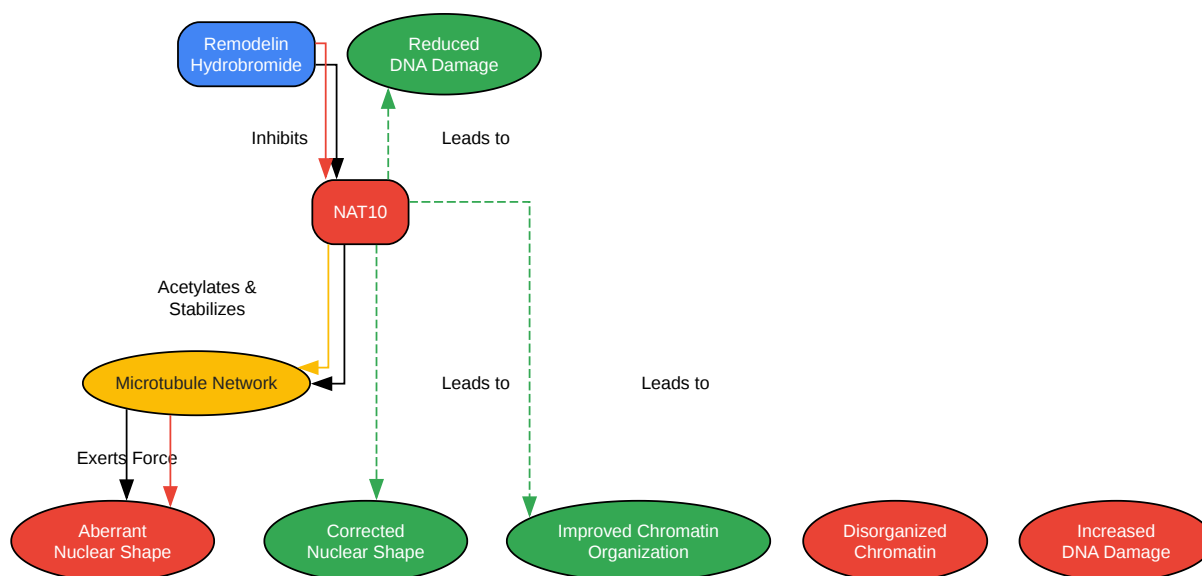 Remodelin
Hydrobromide
Reduced
DNA Damage
Inhibits
Leads to
NAT10
Acetylates &
Stabilizes
Microtubule Network
Leads to
Leads to
Exerts Force
Aberrant
Nuclear Shape
Corrected
Nuclear Shape
Improved Chromatin
Organization
Disorganized
Chromatin
Increased
DNA Damage